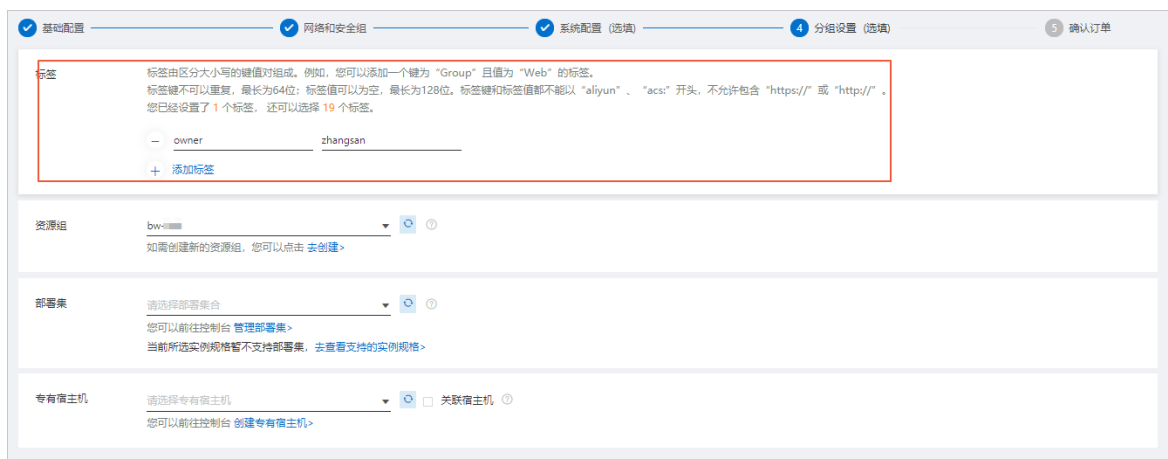 基础配置 网络和安全组 系统配置 (选填) 4 分组设置 (选填) 5 确认订单
标签 标签由区分大小写的键值对组成。例如，您可以添加一个键为“Group”且值为“Web”的标签。
标签键不可以重复，最长为64位；标签值可以为空，最长为128位。标签键和标签值都不能以“aliyun”、“acs:”开头，不允许包含“https://”或“http://”。
您已经设置了 1 个标签， 还可以选择 19 个标签。
owner zhangsan
添加标签
资源组 bw-
如需创建新的资源组，您可以点击 去创建>
部署集 请选择部署集合
您可以前往控制台 管理部署集>
当前所选实例规格暂不支持部署集，去查看支持的实例规格>
专有宿主机 请选择专有宿主机 关联宿主机
您可以前往控制台 创建专有宿主机>